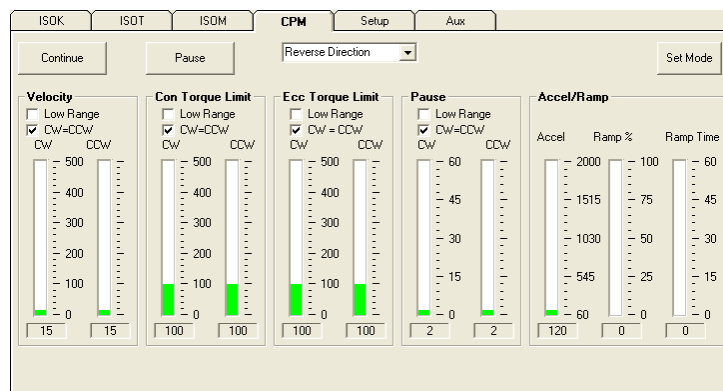 ISOK ISOT ISOM CPM Setup Aux
Continue Pause Reverse Direction Set Mode
Velocity Con Torque Limit Ecc Torque Limit Pause Accel/Ramp
Low Range Low Range Low Range Low Range
CW=CCW CW=CCW CW = CCW CW=CCW
Accel Ramp % Ramp Time
CW CCW CW CCW CW CCW CW CCW
500 500 500 60 2000 100 60
400 400 400 45 1515 75 45
300 300 300 30 1030 50 30
200 200 200 15 545 25 15
100 100 100
0 0 0 0 60 0 0
15 15 100 100 100 100 2 2 120 0 0